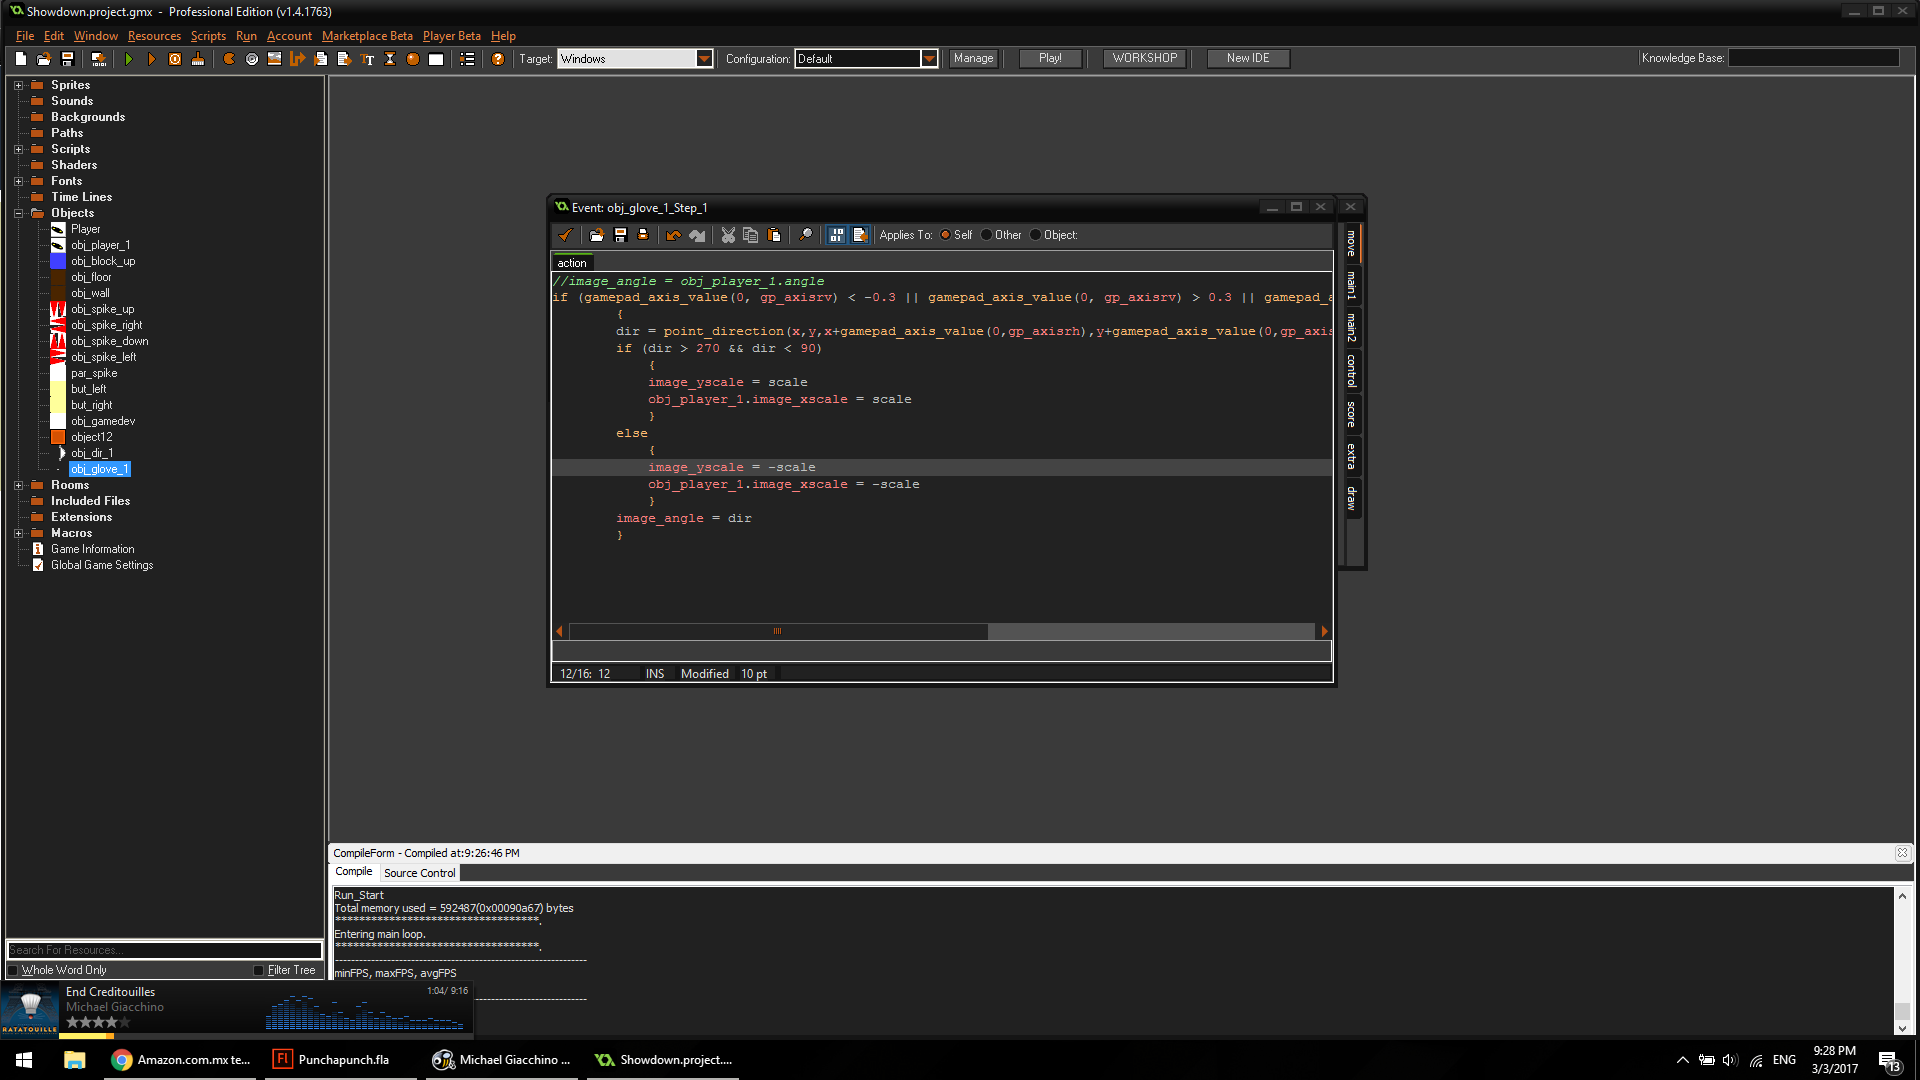 Showdown.project.gmx - Professional Edition (v1.4.1763)
File Edit Window Resources Scripts Run Account Marketplace Beta Player Beta Help
Target: Windows Configuration: Default Manage Play! WORKSHOP New IDE Knowledge Base:
Sprites
Sounds
Backgrounds
Paths
Scripts
Shaders
Fonts
Time Lines
Objects
Player
obj_player_1
obj_block_up
obj_floor
obj_wall
obj_spike_up
obj_spike_right
obj_spike_down
obj_spike_left
par_spike
but_left
but_right
obj_gamedev
object12
obj_dir_1
obj_glove_1
Rooms
Included Files
Extensions
Macros
Game Information
Global Game Settings
Search For Resources...
Whole Word Only Filter Tree
Event: obj_glove_1_Step_1
Applies To: Self Other Object:
action
//image_angle = obj_player_1.angle
if (gamepad_axis_value(0, gp_axisrv) < -0.3 || gamepad_axis_value(0, gp_axisrv) > 0.3 || gamepad_a
{
dir = point_direction(x,y,x+gamepad_axis_value(0,gp_axisrh),y+gamepad_axis_value(0,gp_axis
if (dir > 270 && dir < 90)
{
image_yscale = scale
obj_player_1.image_xscale = scale
}
else
{
image_yscale = -scale
obj_player_1.image_xscale = -scale
}
image_angle = dir
}
12/16: 12 INS Modified 10 pt
move
main1
main2
control
score
extra
draw
CompileForm - Compiled at:9:26:46 PM
Compile Source Control
Run_Start
Total memory used = 592487(0x00090a67) bytes
***********************************.
Entering main loop.
***********************************.
---------------------------------------------------------------
minFPS, maxFPS, avgFPS
End Creditouilles
Michael Giacchino
1:04/ 9:16
RATATOUILLE
Amazon.com.mx te... Punchapunch.fla Michael Giacchino ... Showdown.project....
ENG
9:28 PM
3/3/2017
13